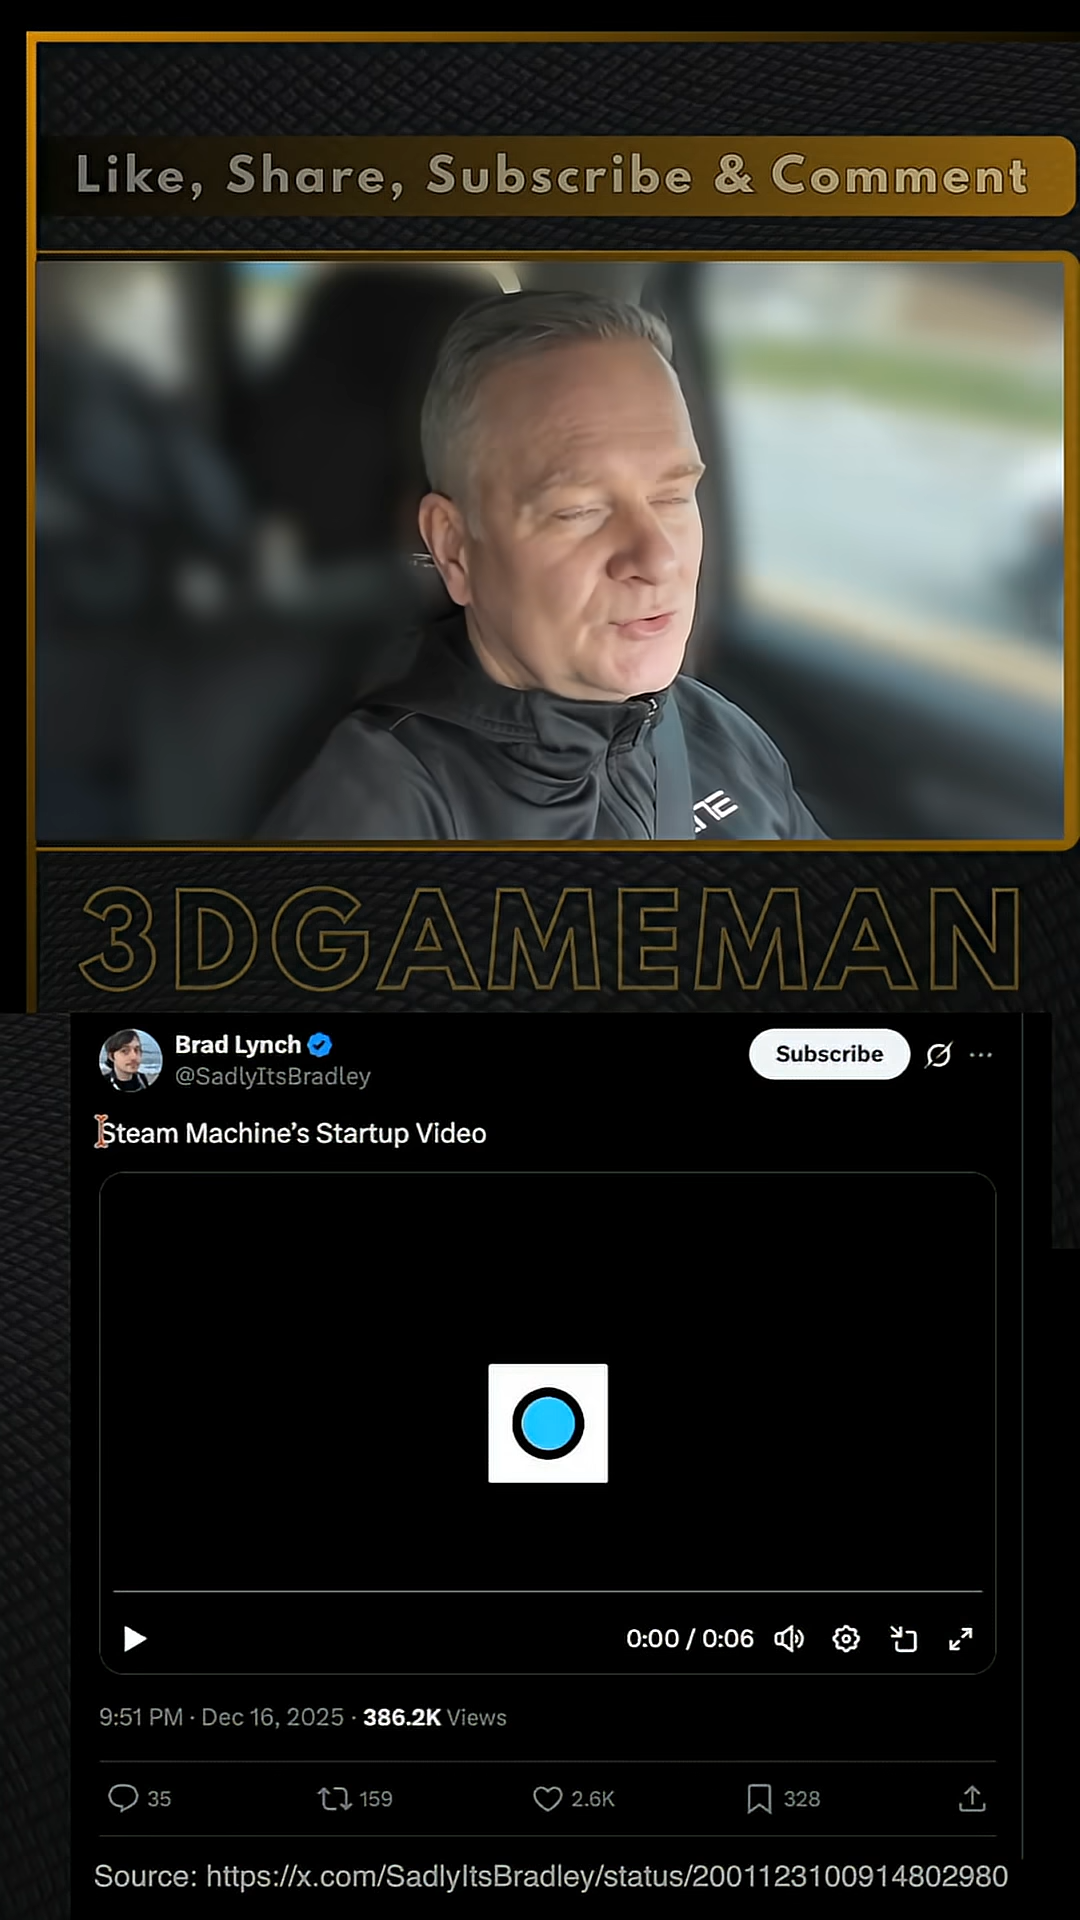 Like, Share, Subscribe & Comment
3DGAMEMAN
Brad Lynch
@SadlyItsBradley
Subscribe
Steam Machine's Startup Video
0:00 / 0:06
9:51 PM · Dec 16, 2025 · 386.2K Views
35 159 2.6K 328
Source: https://x.com/SadlyItsBradley/status/2001123100914802980